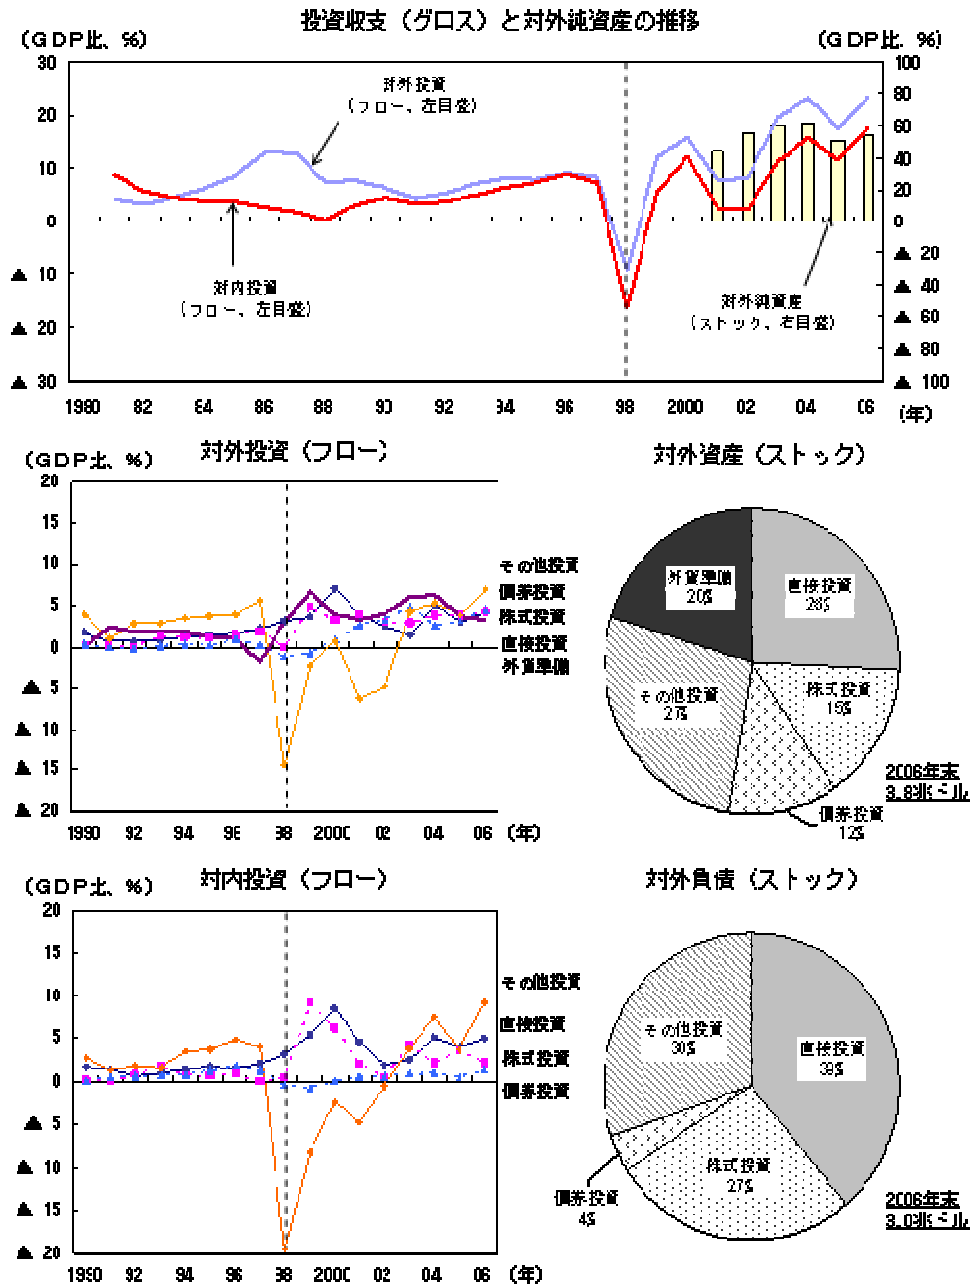 投資収支（グロス）と対外純資産の推移
（ＧＤＰ比、%）
（ＧＤＰ比、%）
30
20
10
0
▲ 10
▲ 20
▲ 30
100
80
60
40
20
0
▲ 20
▲ 40
▲ 60
▲ 80
▲ 100
対外投資
（フロー、左目盛）
対内投資
（フロー、左目盛）
対外純資産
（ストック、右目盛）
1980 82 84 86 88 90 92 94 96 98 2000 02 04 06 （年）
対外投資（フロー）
（ＧＤＰ比、%）
20
15
10
5
0
▲ 5
▲ 10
▲ 15
▲ 20
その他投資
債券投資
株式投資
直接投資
外貨準備
1990 92 94 96 98 2000 02 04 06 （年）
対外資産（ストック）
外貨準備
20%
直接投資
26%
その他投資
27%
株式投資
15%
債券投資
12%
2006年末
3.8兆ドル
対内投資（フロー）
（ＧＤＰ比、%）
20
15
10
5
0
▲ 5
▲ 10
▲ 15
▲ 20
その他投資
直接投資
株式投資
債券投資
1990 92 94 96 98 2000 02 04 06 （年）
対外負債（ストック）
その他投資
30%
直接投資
39%
株式投資
27%
債券投資
4%
2006年末
3.0兆ドル